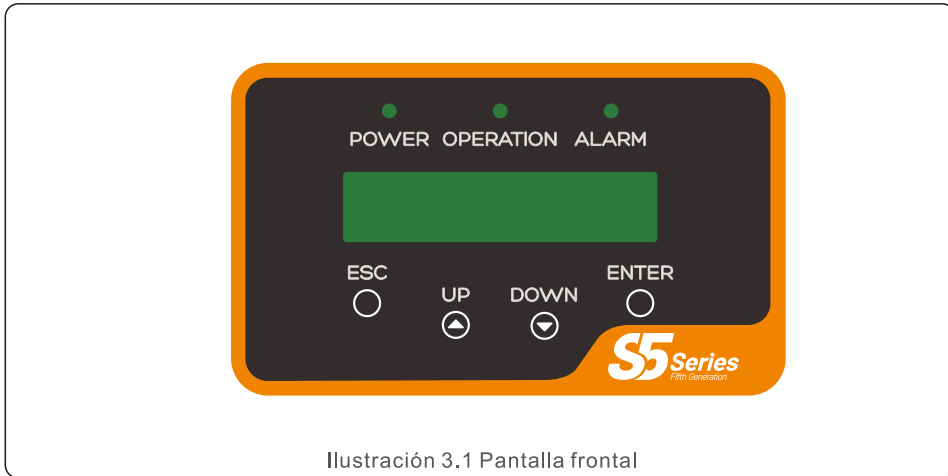 POWER OPERATION ALARM
ESC UP DOWN ENTER
S5 Series
Fifth Generation
Ilustración 3.1 Pantalla frontal